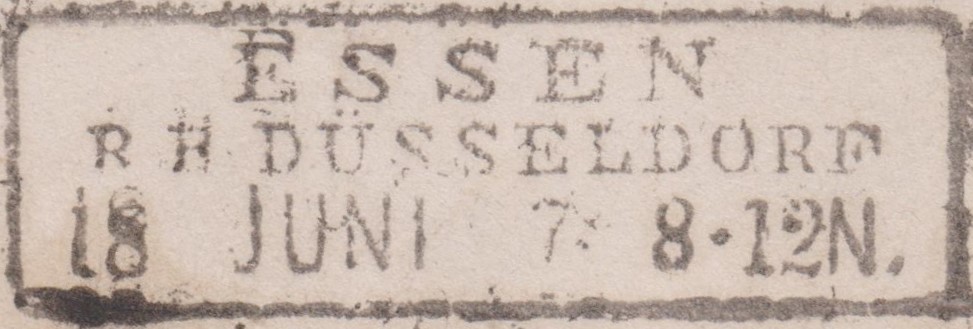 ESSEN
RH DÜSSELDORF
18 JUNI 7 8·12N.